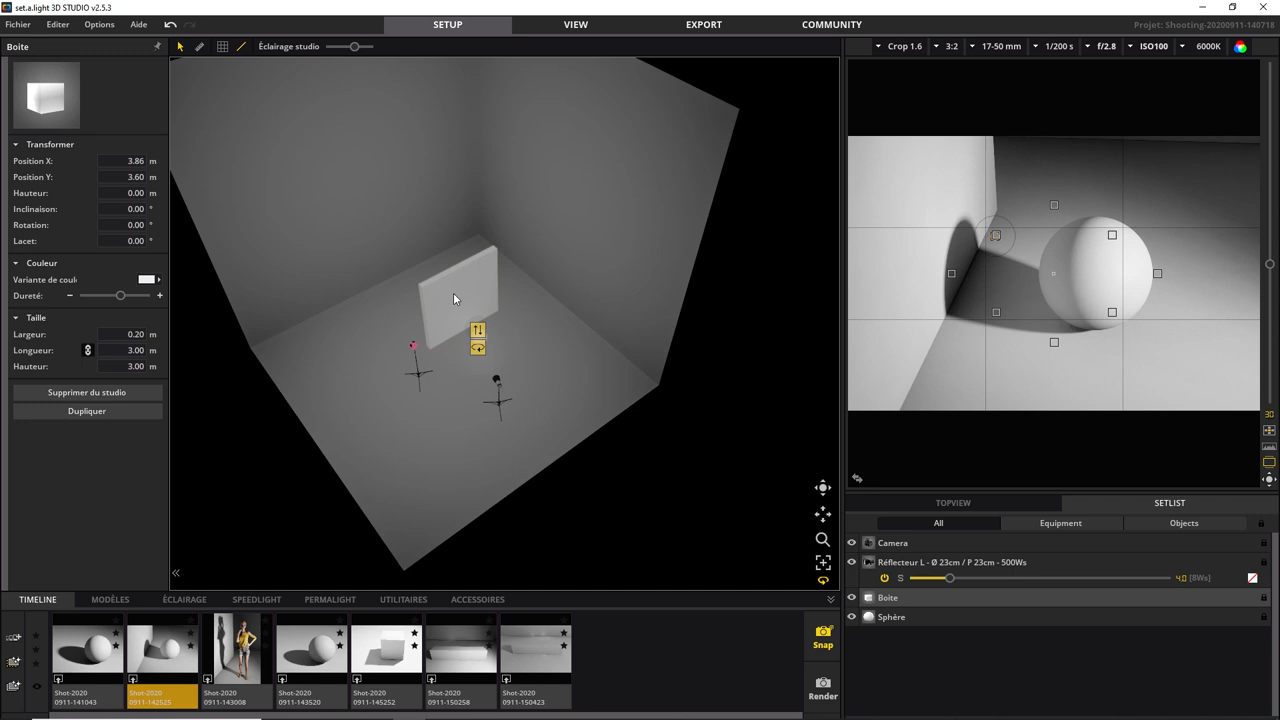 set.a.light 3D STUDIO v2.5.3
Fichier Editer Options Aide SETUP VIEW EXPORT COMMUNITY Projet: Shooting-20200911-140718
Boite Éclairage studio Crop 1.6 3:2 17-50 mm 1/200 s f/2.8 ISO100 6000K
Transformer
Position X: 3.86 m
Position Y: 3.60 m
Hauteur: 0.00 m
Inclinaison: 0.00 °
Rotation: 0.00 °
Lacet: 0.00 °
Couleur
Variante de coul
Dureté: − +
Taille
Largeur: 0.20 m
Longueur: 3.00 m
Hauteur: 3.00 m
Supprimer du studio
Dupliquer
3D
TOPVIEW SETLIST
All Equipment Objects
Camera
Réflecteur L - Ø 23cm / P 23cm - 500Ws
S 4.0 [8Ws]
Boite
Sphère
TIMELINE MODÈLES ÉCLAIRAGE SPEEDLIGHT PERMALIGHT UTILITAIRES ACCESSOIRES
Shot-2020
0911-141043
Shot-2020
0911-142525
Shot-2020
0911-143008
Shot-2020
0911-143520
Shot-2020
0911-145252
Shot-2020
0911-150258
Shot-2020
0911-150423
Snap
Render